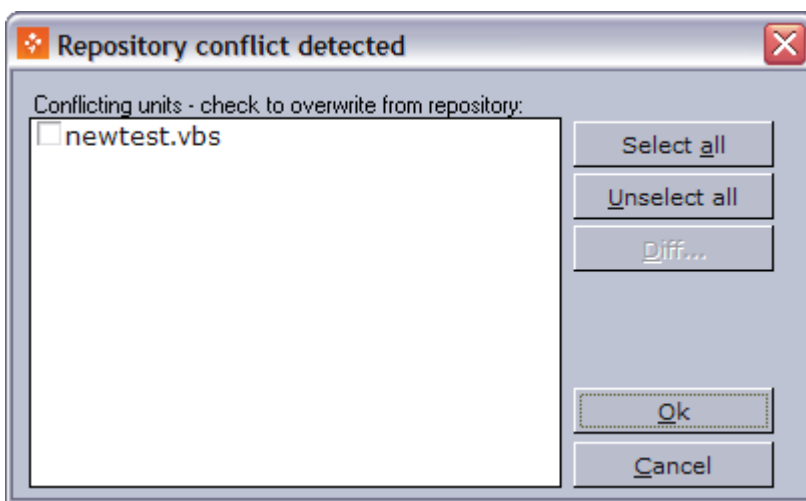 Repository conflict detected
Conflicting units - check to overwrite from repository:
newtest.vbs
Select all
Unselect all
Diff...
Ok
Cancel